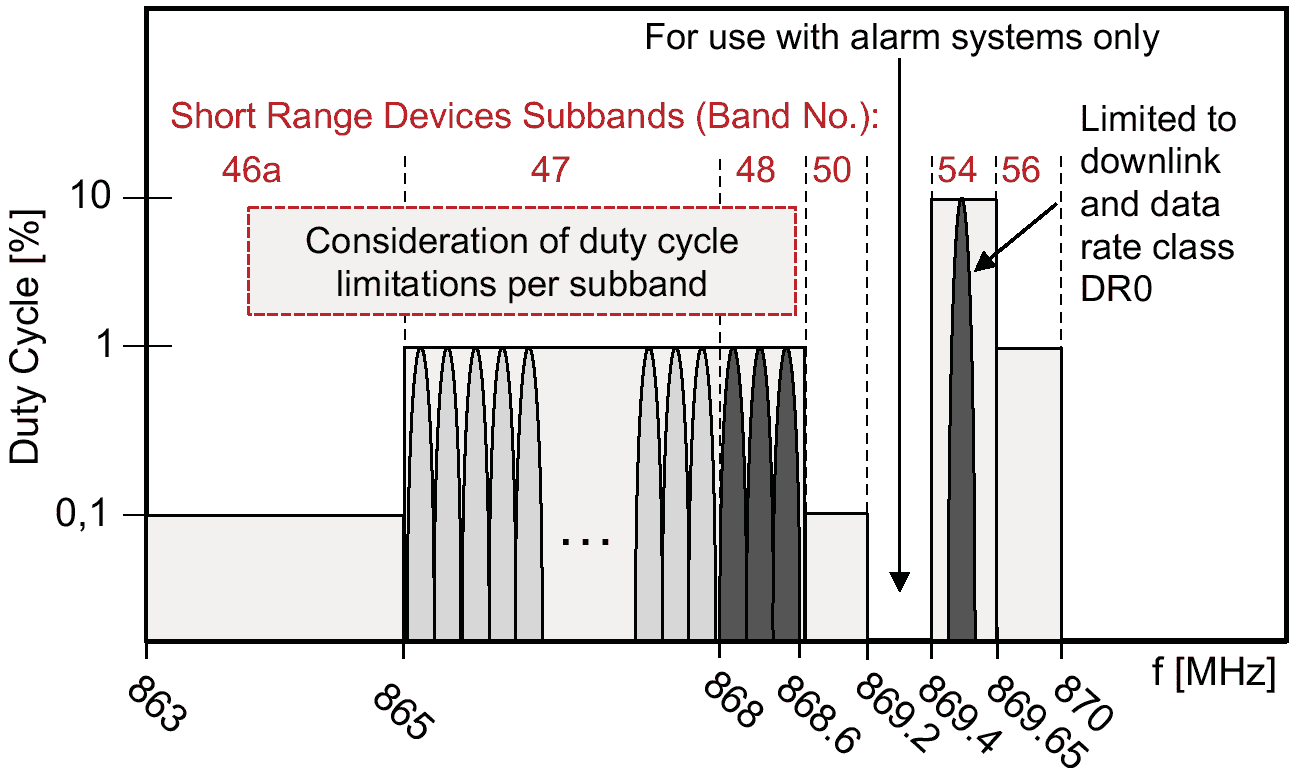 For use with alarm systems only
Short Range Devices Subbands (Band No.):
46a
47
48
50
54
56
Limited to
downlink
and data
rate class
DR0
Duty Cycle [%]
10
1
0,1
Consideration of duty cycle
limitations per subband
...
863
865
868
868.6
869.2
869.4
869.65
870
f [MHz]